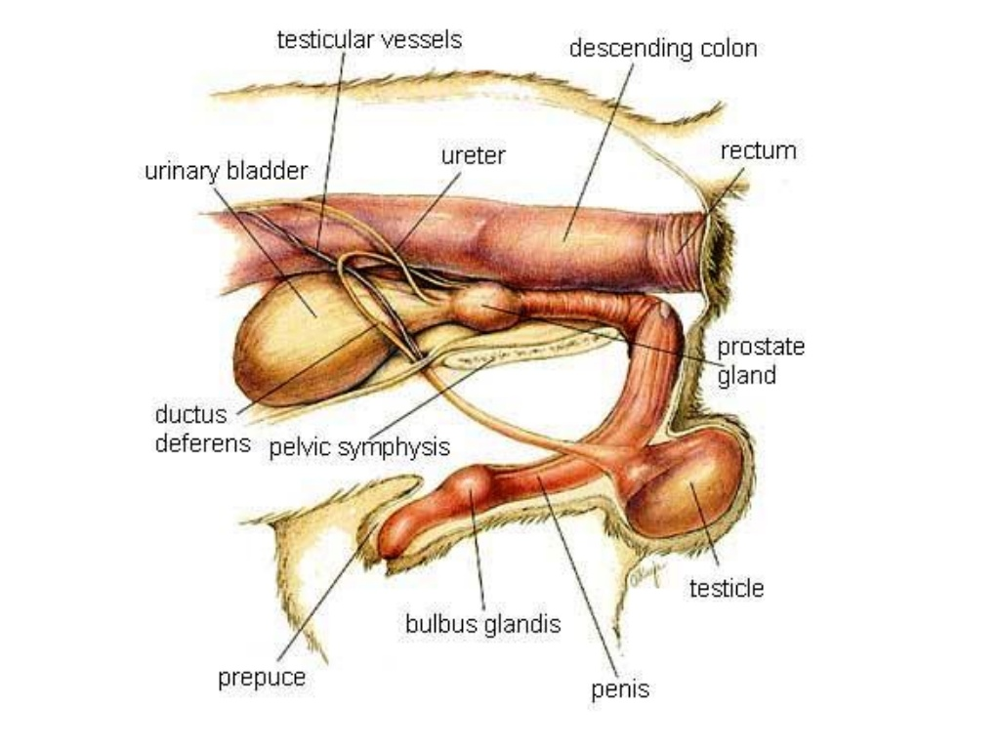 testicular vessels
descending colon
rectum
ureter
urinary bladder
prostate
gland
ductus
deferens
pelvic symphysis
testicle
bulbus glandis
prepuce
penis